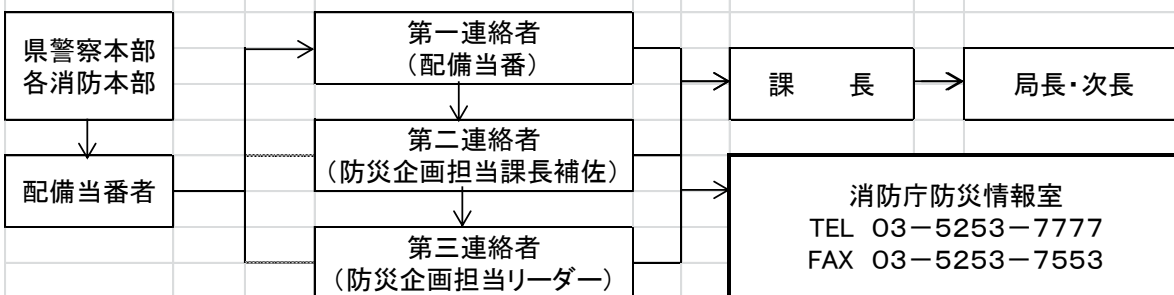 県警察本部
各消防本部
配備当番者
第一連絡者
（配備当番）
第二連絡者
（防災企画担当課長補佐）
第三連絡者
（防災企画担当リーダー）
課　　長
局長・次長
消防庁防災情報室
TEL　０３－５２５３－７７７７
FAX　０３－５２５３－７５５３